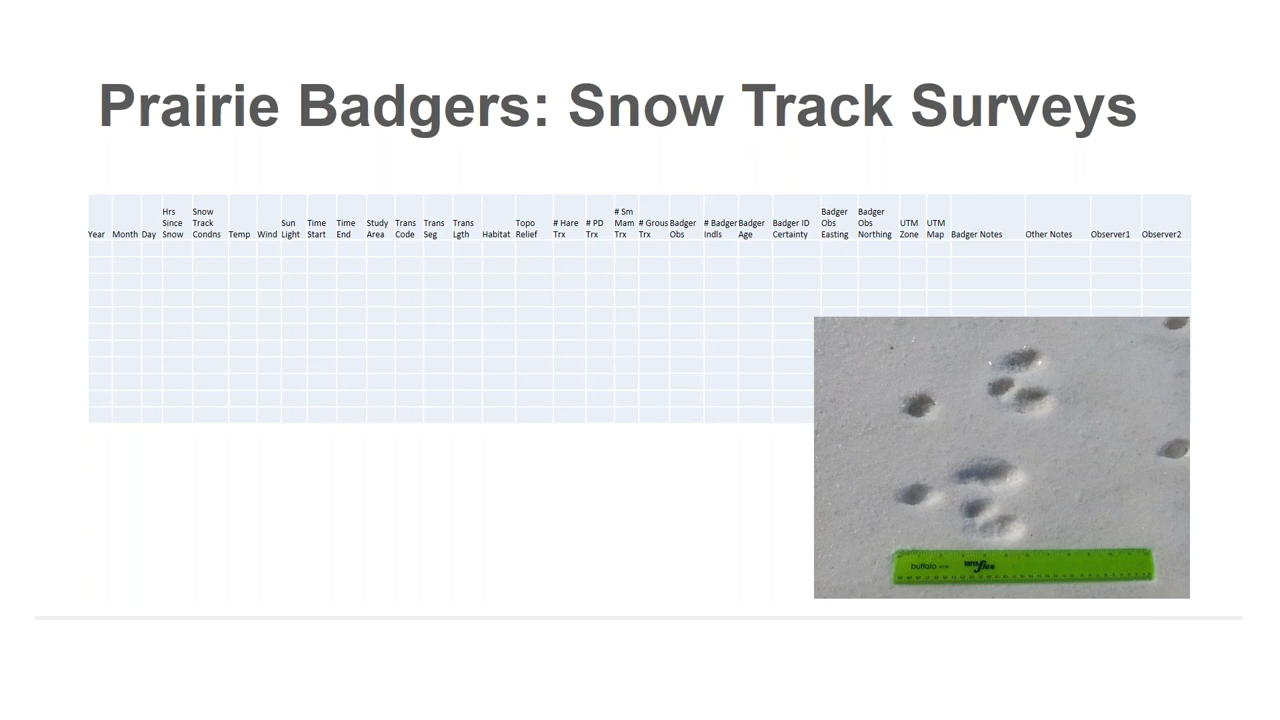 Prairie Badgers: Snow Track Surveys
Year
Month
Day
Hrs
Since
Snow
Snow
Track
Condns
Temp
Wind
Sun
Light
Time
Start
Time
End
Study
Area
Trans
Code
Trans
Seg
Trans
Lgth
Habitat
Topo
Relief
# Hare
Trx
# PD
Trx
# Sm
Mam
Trx
# Grous
Trx
Badger
Obs
# Badger
Indls
Badger
Age
Badger ID
Certainty
Badger
Obs
Easting
Badger
Obs
Northing
UTM
Zone
UTM
Map
Badger Notes
Other Notes
Observer1
Observer2
buffalo
flex